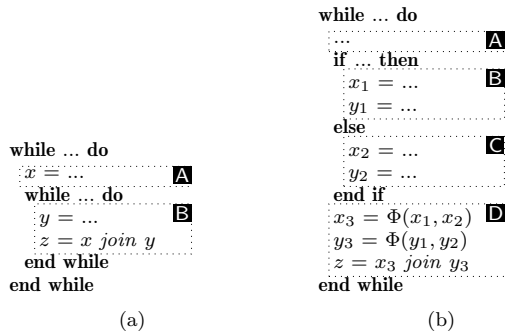 while ... do
x = ... A
while ... do
y = ... B
z = x join y
end while
end while
(a)
while ... do
... A
if ... then
x₁ = ... B
y₁ = ...
else
x₂ = ... C
y₂ = ...
end if
x₃ = Φ(x₁, x₂) D
y₃ = Φ(y₁, y₂)
z = x₃ join y₃
end while
(b)